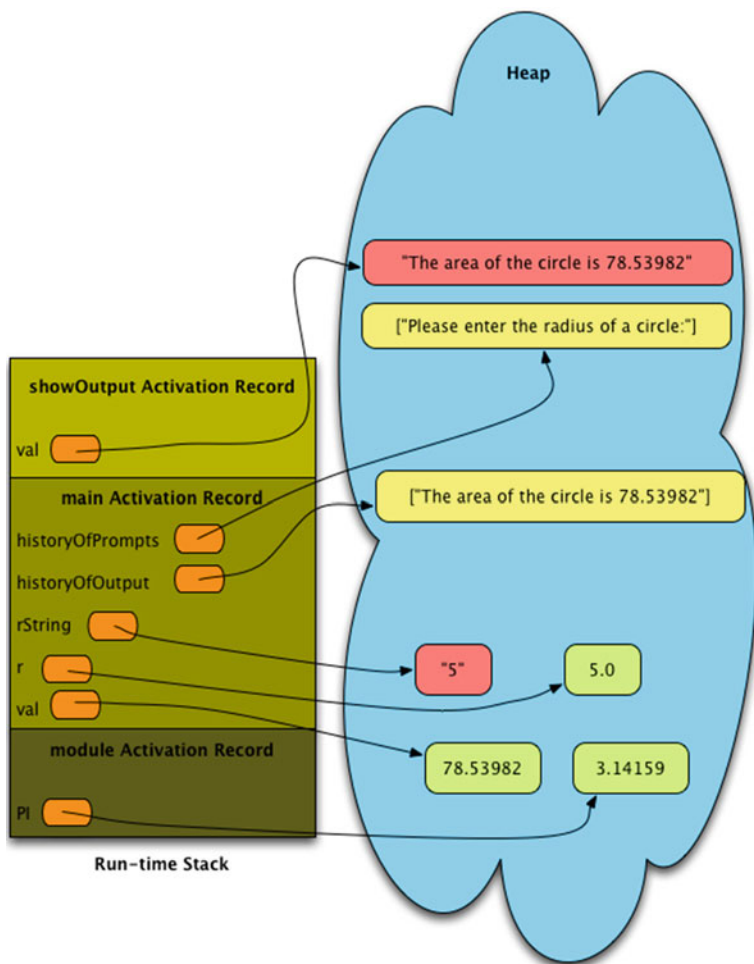 Heap
"The area of the circle is 78.53982"
["Please enter the radius of a circle:"]
showOutput Activation Record
val
main Activation Record
["The area of the circle is 78.53982"]
historyOfPrompts
historyOfOutput
rString
r
"5"
5.0
val
module Activation Record
78.53982
3.14159
PI
Run-time Stack